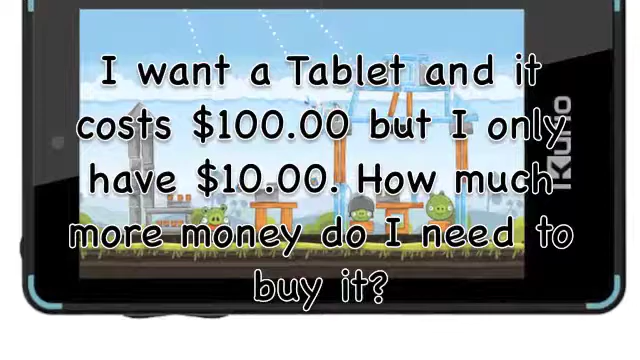 I want a Tablet and it
costs $100.00 but I only
have $10.00. How much
more money do I need to
buy it?